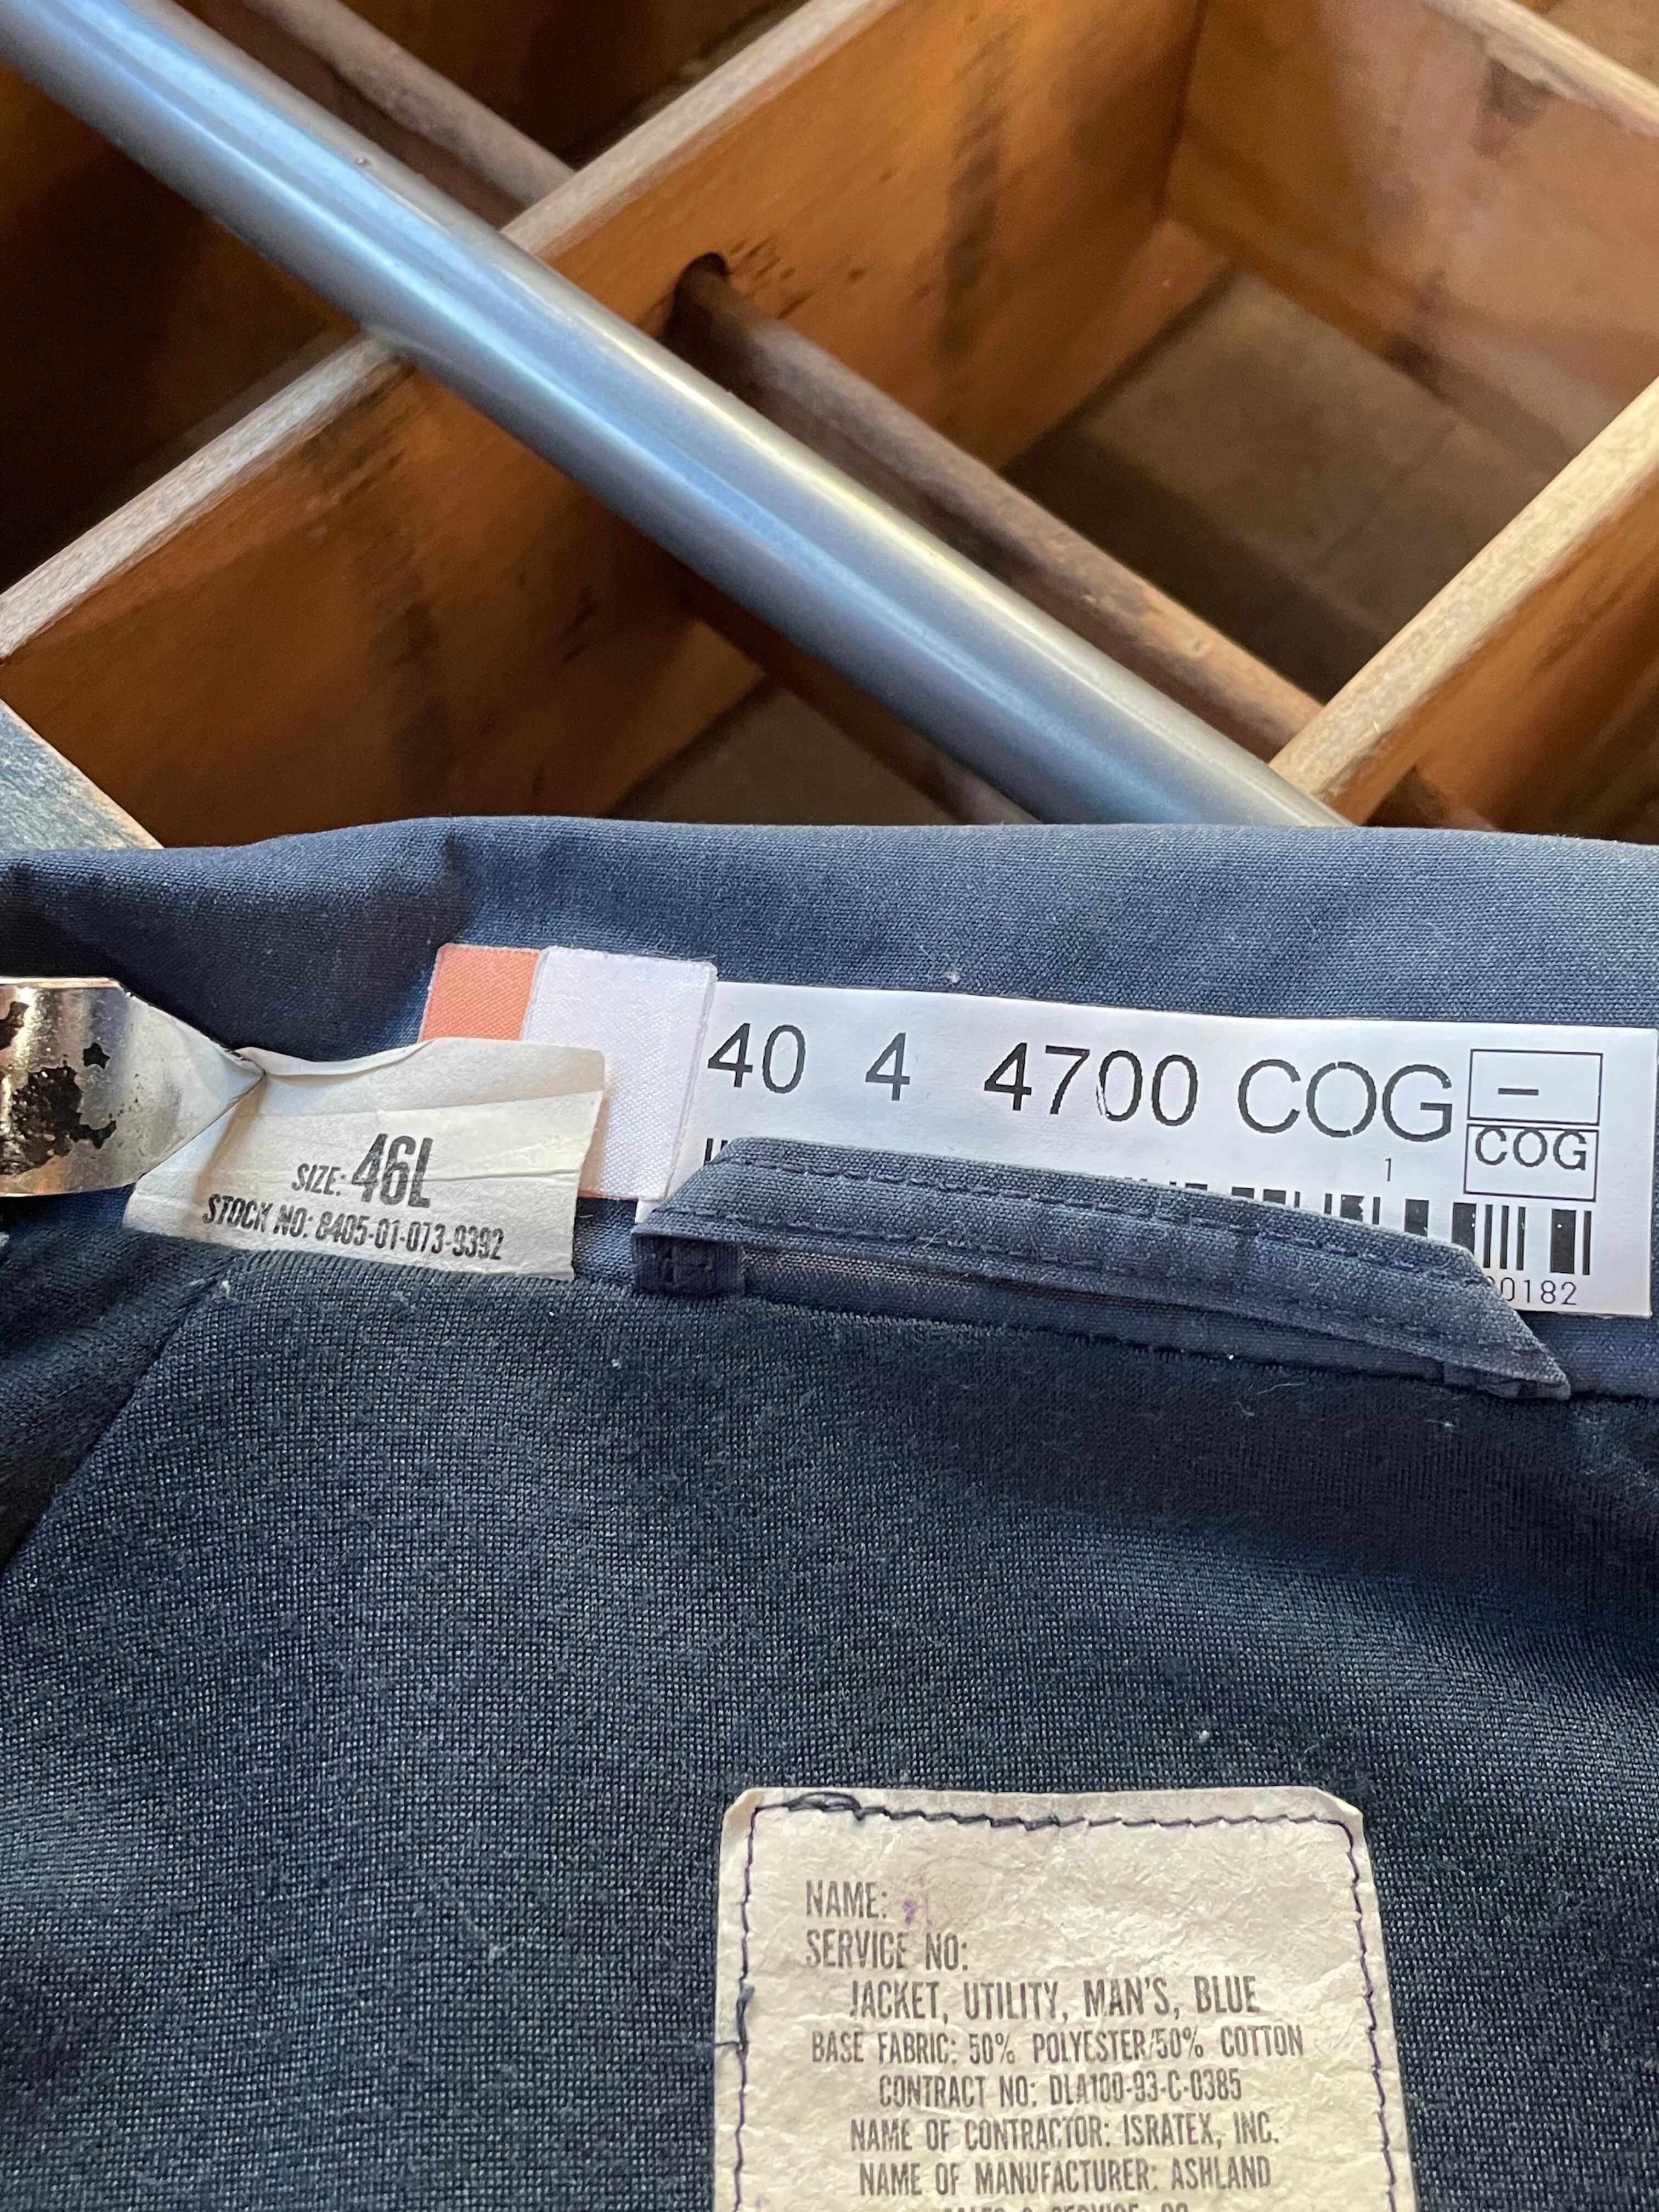 40 4 4700 COG –
COG
1
0182
SIZE: 46L
STOCK NO: 8405-01-073-9392
NAME:
SERVICE NO:
JACKET, UTILITY, MAN'S, BLUE
BASE FABRIC: 50% POLYESTER/50% COTTON
CONTRACT NO: DLA100-93-C-0385
NAME OF CONTRACTOR: ISRATEX, INC.
NAME OF MANUFACTURER: ASHLAND